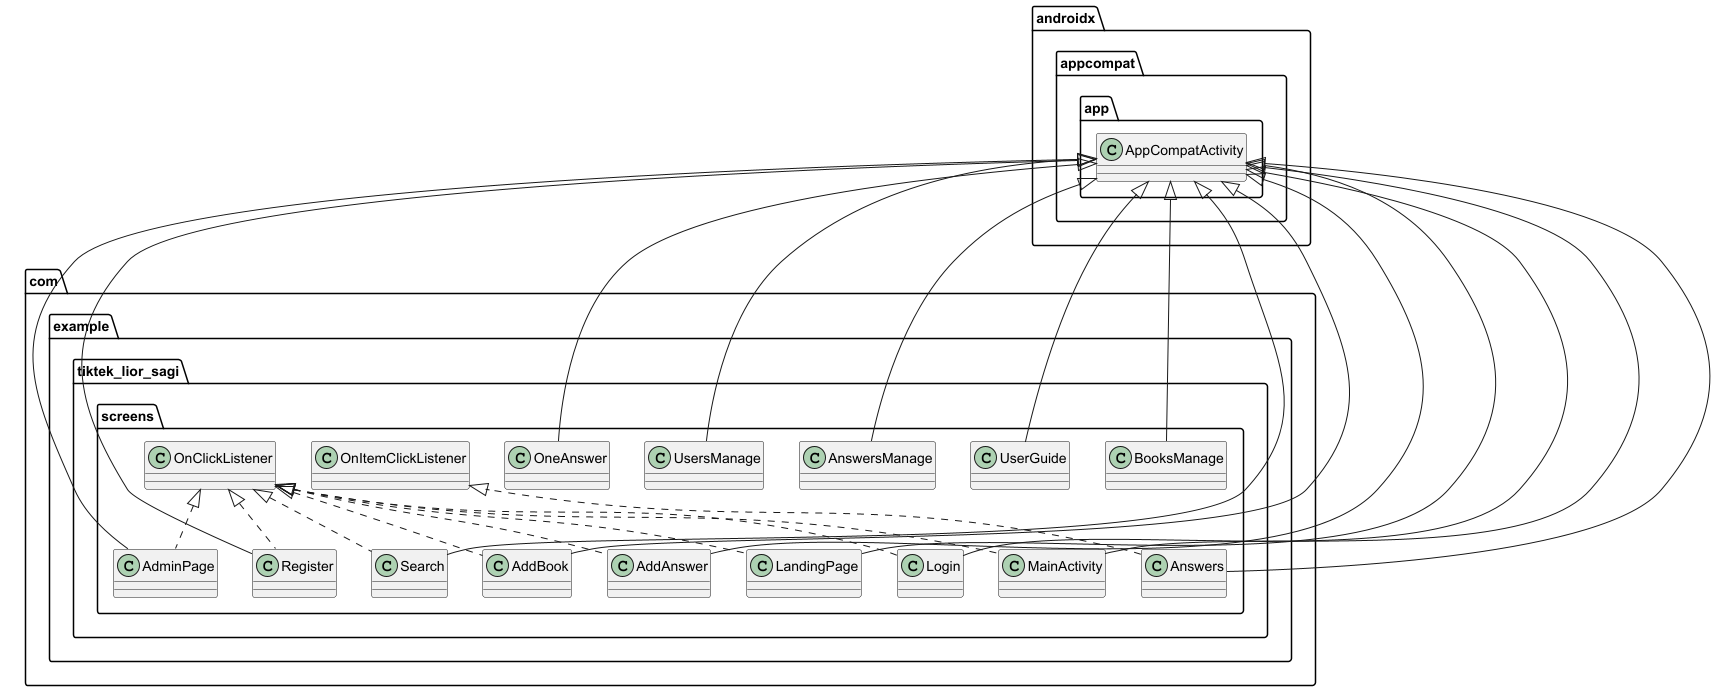 androidx
appcompat
app
C AppCompatActivity
com
example
tiktek_lior_sagi
screens
C OnClickListener
C OnItemClickListener
C OneAnswer
C UsersManage
C AnswersManage
C UserGuide
C BooksManage
C AdminPage
C Register
C Search
C AddBook
C AddAnswer
C LandingPage
C Login
C MainActivity
C Answers